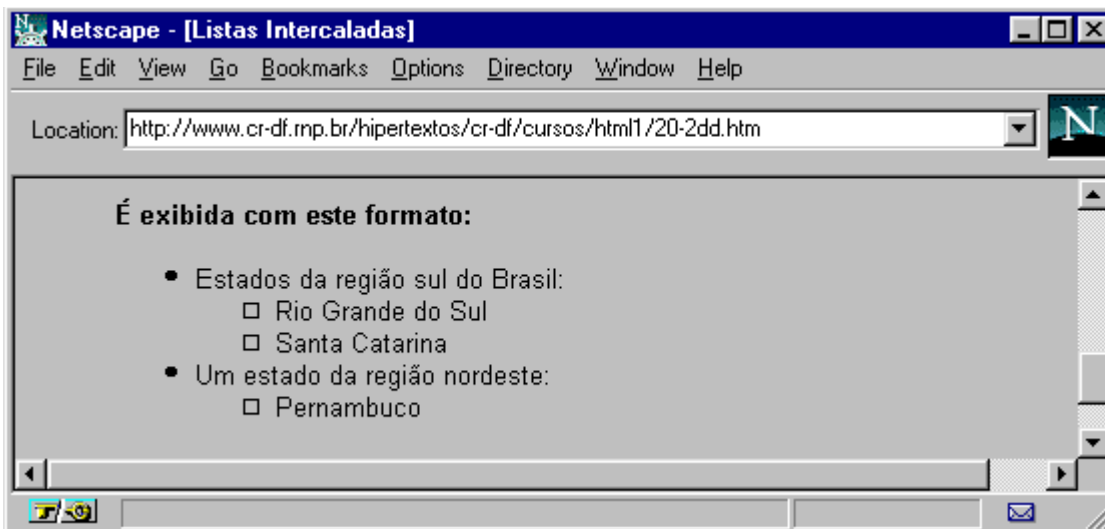 Netscape - [Listas Intercaladas]
File Edit View Go Bookmarks Options Directory Window Help
Location: http://www.cr-df.rnp.br/hipertextos/cr-df/cursos/html1/20-2dd.htm
N
É exibida com este formato:
Estados da região sul do Brasil:
Rio Grande do Sul
Santa Catarina
Um estado da região nordeste:
Pernambuco